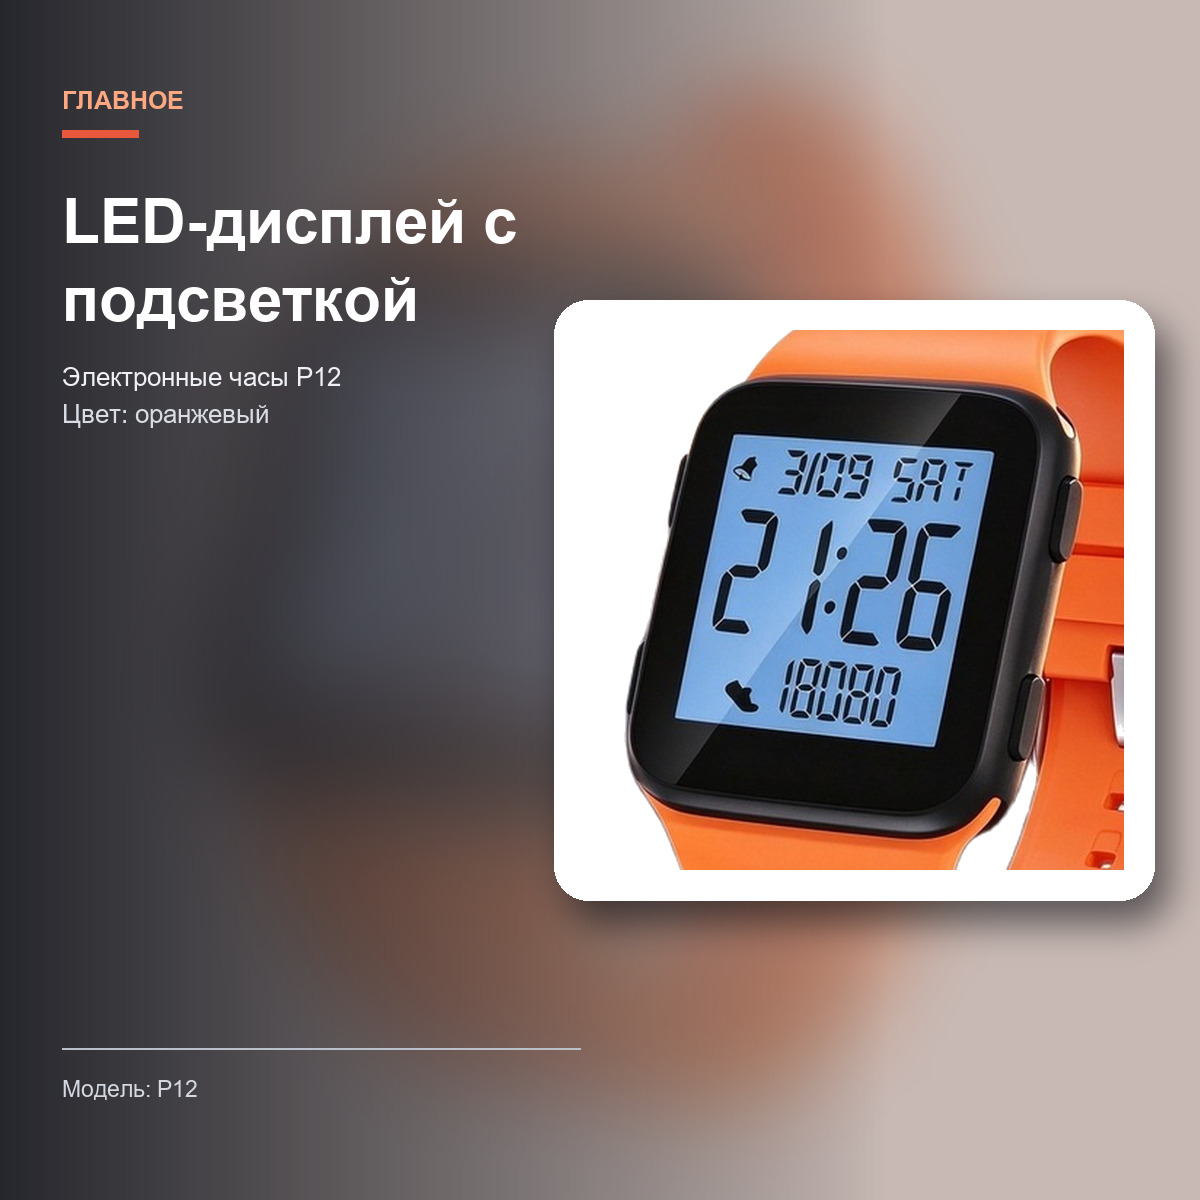 ГЛАВНОЕ
LED-дисплей с
подсветкой
Электронные часы P12
Цвет: оранжевый
3/09 SAT
21:26
18080
Модель: P12